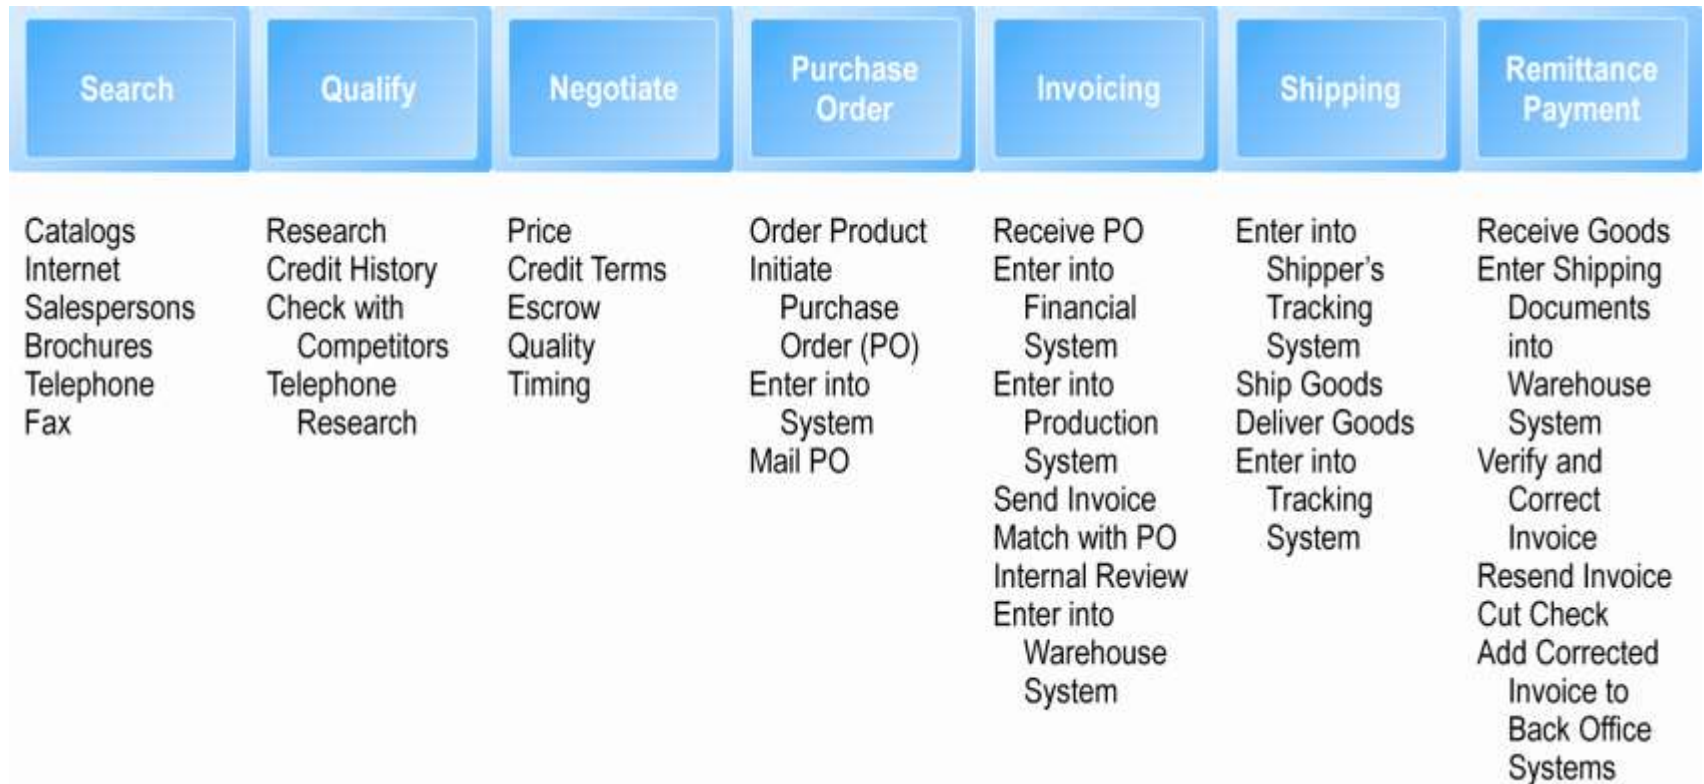 Search
Qualify
Negotiate
Purchase
Order
Invoicing
Shipping
Remittance
Payment
Catalogs
Internet
Salespersons
Brochures
Telephone
Fax
Research
Credit History
Check with
Competitors
Telephone
Research
Price
Credit Terms
Escrow
Quality
Timing
Order Product
Initiate
Purchase
Order (PO)
Enter into
System
Mail PO
Receive PO
Enter into
Financial
System
Enter into
Production
System
Send Invoice
Match with PO
Internal Review
Enter into
Warehouse
System
Enter into
Shipper's
Tracking
System
Ship Goods
Deliver Goods
Enter into
Tracking
System
Receive Goods
Enter Shipping
Documents
into
Warehouse
System
Verify and
Correct
Invoice
Resend Invoice
Cut Check
Add Corrected
Invoice to
Back Office
Systems